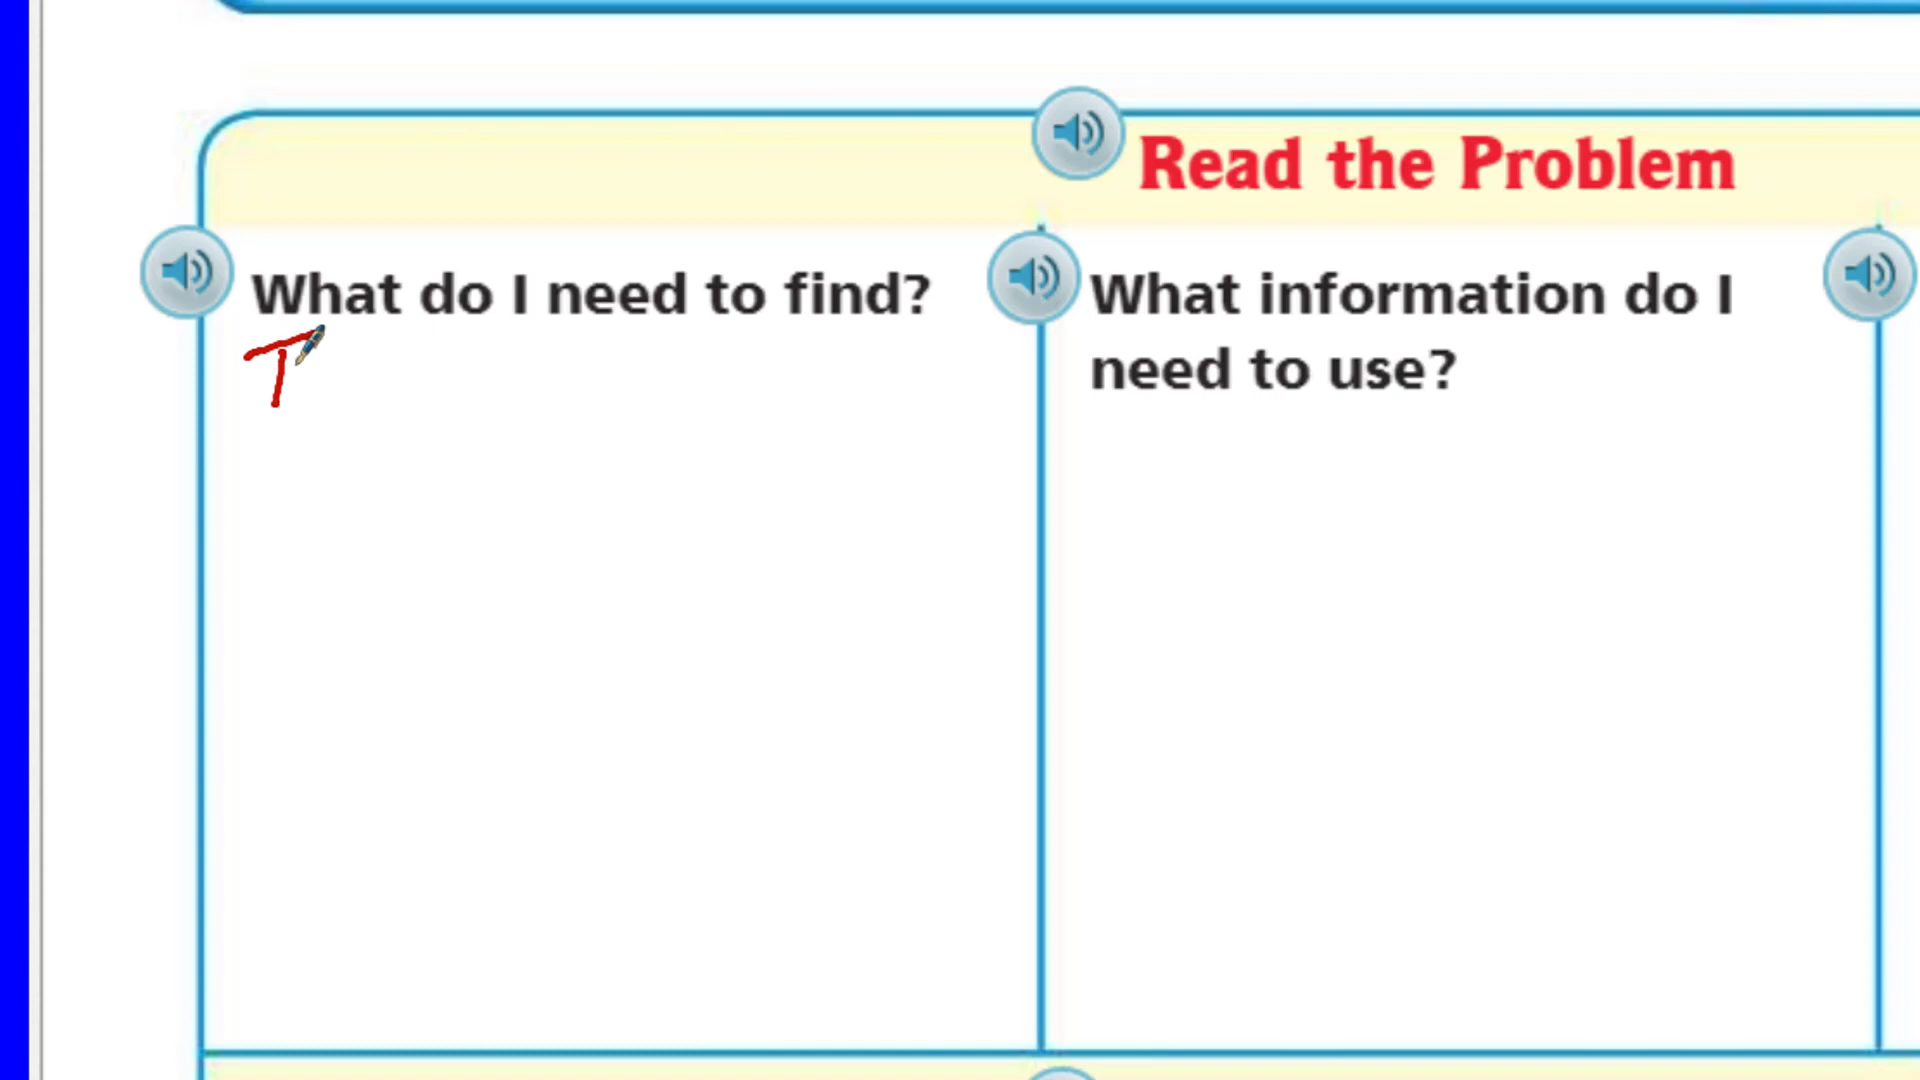 Read the Problem
What do I need to find?
T
What information do I
need to use?